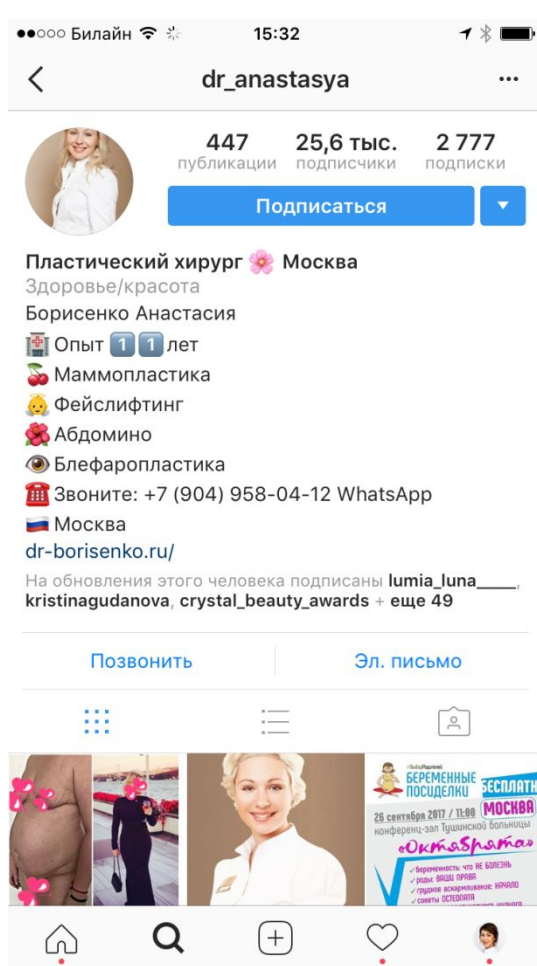 Билайн 15:32
dr_anastasya
447 25,6 тыс. 2 777
публикации подписчики подписки
Подписаться
Пластический хирург 🌸 Москва
Здоровье/красота
Борисенко Анастасия
🏥 Опыт 1️⃣1️⃣ лет
🍒 Маммопластика
👼 Фейслифтинг
🌺 Абдомино
👁 Блефаропластика
☎️ Звоните: +7 (904) 958-04-12 WhatsApp
🇷🇺 Москва
dr-borisenko.ru/
На обновления этого человека подписаны lumia_luna_____,
kristinagudanova, crystal_beauty_awards + еще 49
Позвонить Эл. письмо
БЕРЕМЕННЫЕ
ПОСИДЕЛКИ
БЕСПЛАТН
МОСКВА
26 сентября 2017 / 11:00
конференц-зал Тушинской больницы
«Октябрята»
✓ беременность: что НЕ БОЛЕЗНЬ
✓ роды: ВАШИ ПРАВА
✓ грудное вскармливание: НАЧАЛО
✓ советы ОСТЕОПАТА